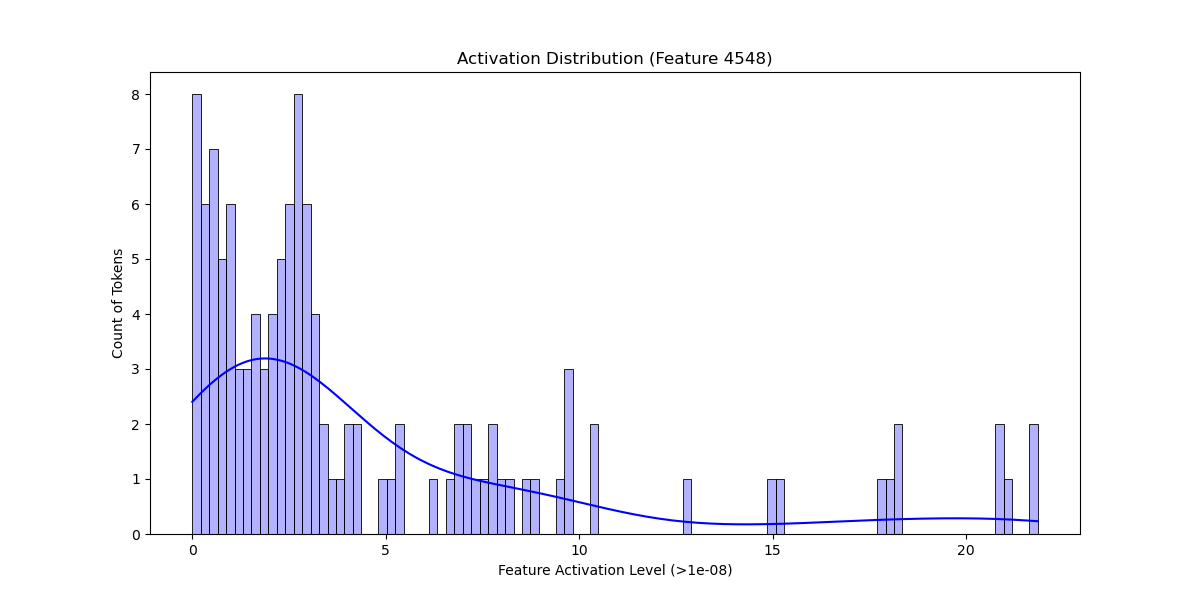 Activation Distribution (Feature 4548)
Count of Tokens
8
7
6
5
4
3
2
1
0
0 5 10 15 20
Feature Activation Level (>1e-08)